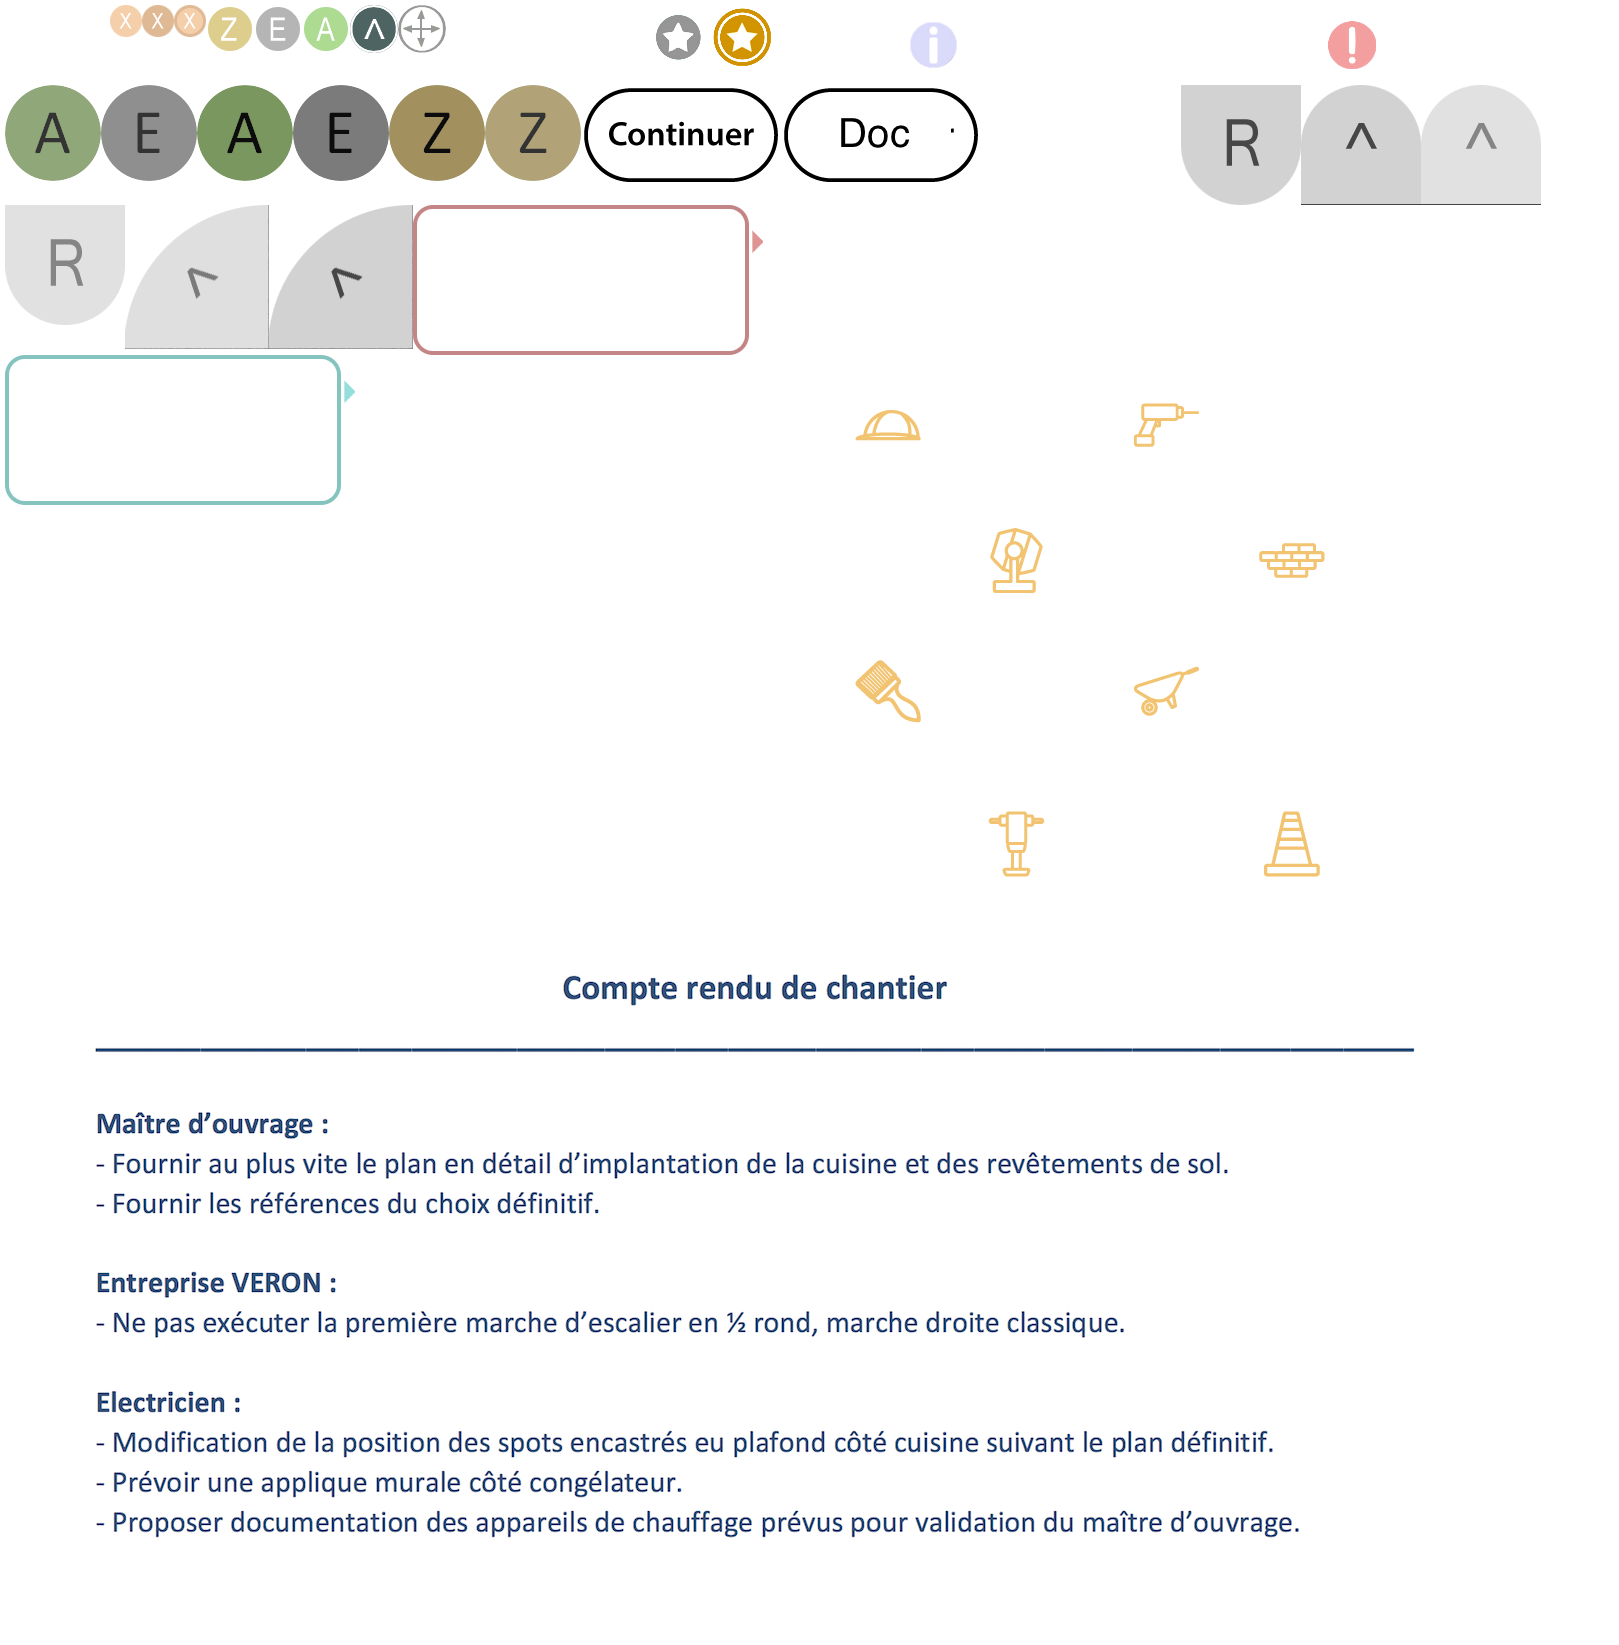 X X X Z E A Λ
A E A E Z Z Continuer Doc R ^ ^
R ^ ^
Compte rendu de chantier
Maître d’ouvrage :
- Fournir au plus vite le plan en détail d’implantation de la cuisine et des revêtements de sol.
- Fournir les références du choix définitif.
Entreprise VERON :
- Ne pas exécuter la première marche d’escalier en ½ rond, marche droite classique.
Electricien :
- Modification de la position des spots encastrés eu plafond côté cuisine suivant le plan définitif.
- Prévoir une applique murale côté congélateur.
- Proposer documentation des appareils de chauffage prévus pour validation du maître d’ouvrage.